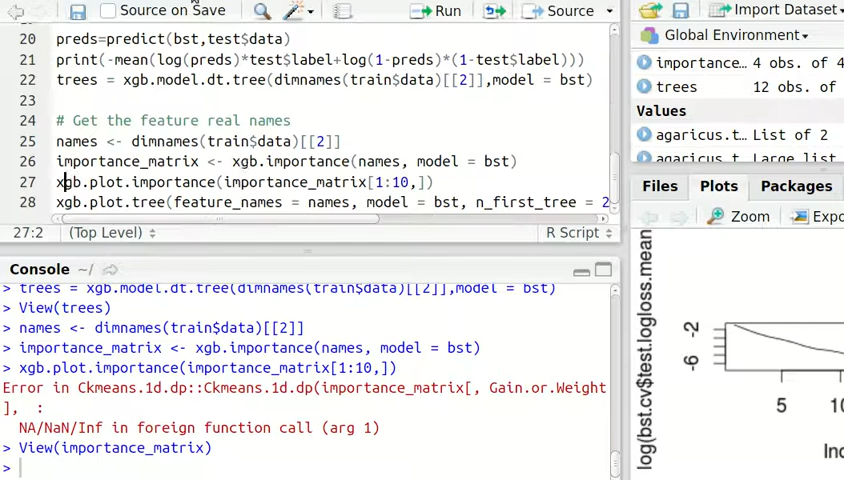 Source on Save
Run
Source
20 preds=predict(bst,test$data)
21 print(-mean(log(preds)*test$label+log(1-preds)*(1-test$label)))
22 trees = xgb.model.dt.tree(dimnames(train$data)[[2]],model = bst)
23
24 # Get the feature real names
25 names <- dimnames(train$data)[[2]]
26 importance_matrix <- xgb.importance(names, model = bst)
27 xgb.plot.importance(importance_matrix[1:10,])
28 xgb.plot.tree(feature_names = names, model = bst, n_first_tree = 2
27:2 (Top Level) R Script
Console ~/
> trees = xgb.model.dt.tree(dimnames(train$data)[[2]],model = bst)
> View(trees)
> names <- dimnames(train$data)[[2]]
> importance_matrix <- xgb.importance(names, model = bst)
> xgb.plot.importance(importance_matrix[1:10,])
Error in Ckmeans.1d.dp::Ckmeans.1d.dp(importance_matrix[, Gain.or.Weight
], :
NA/NaN/Inf in foreign function call (arg 1)
> View(importance_matrix)
>
Import Dataset
Global Environment
importance… 4 obs. of 4
trees 12 obs. of
Values
agaricus.t… List of 2
agaricus.t… Large list
Files Plots Packages
Zoom Expo
log(bst.cv$test.logloss.mean
-2
-6
5 10
Ind